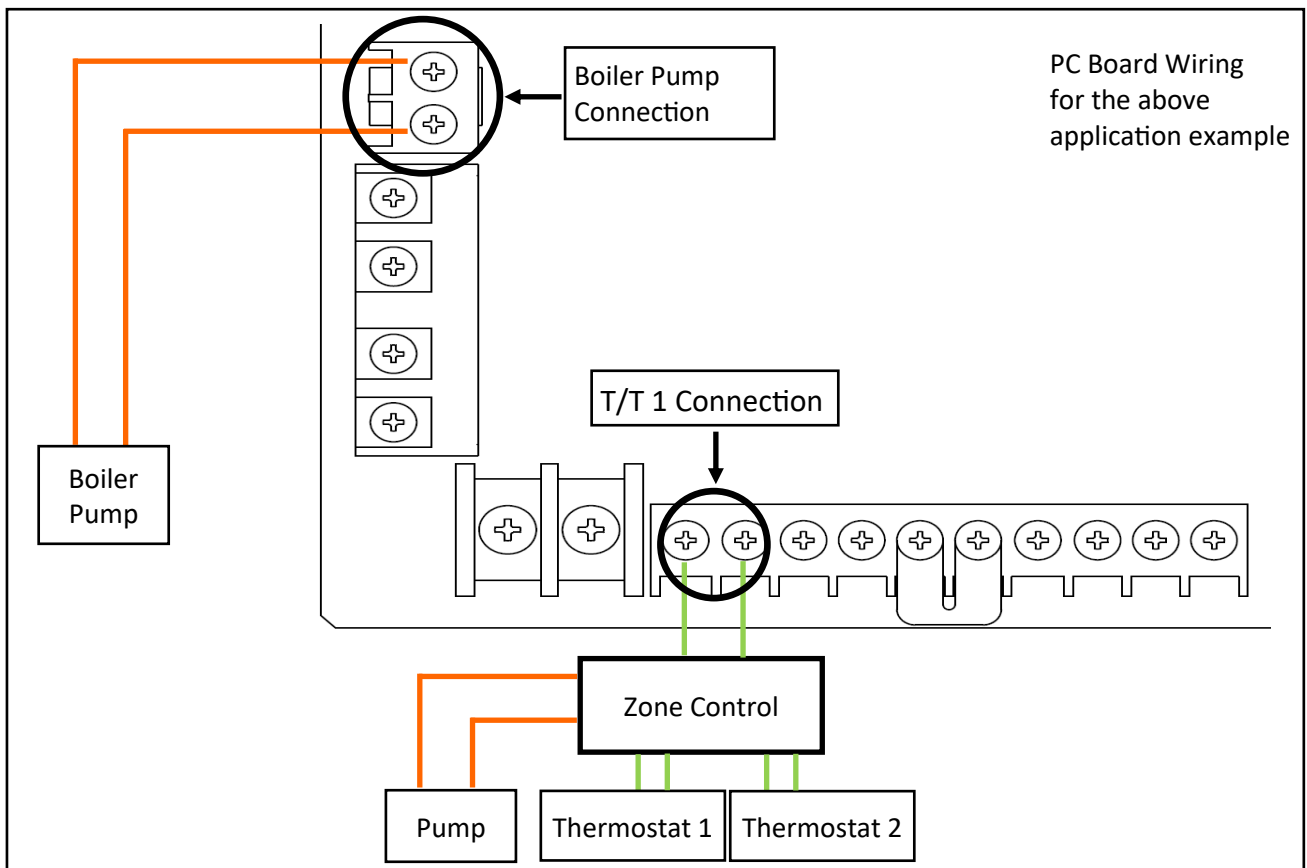 Boiler Pump
Connection
PC Board Wiring
for the above
application example
T/T 1 Connection
Boiler
Pump
Zone Control
Pump
Thermostat 1
Thermostat 2